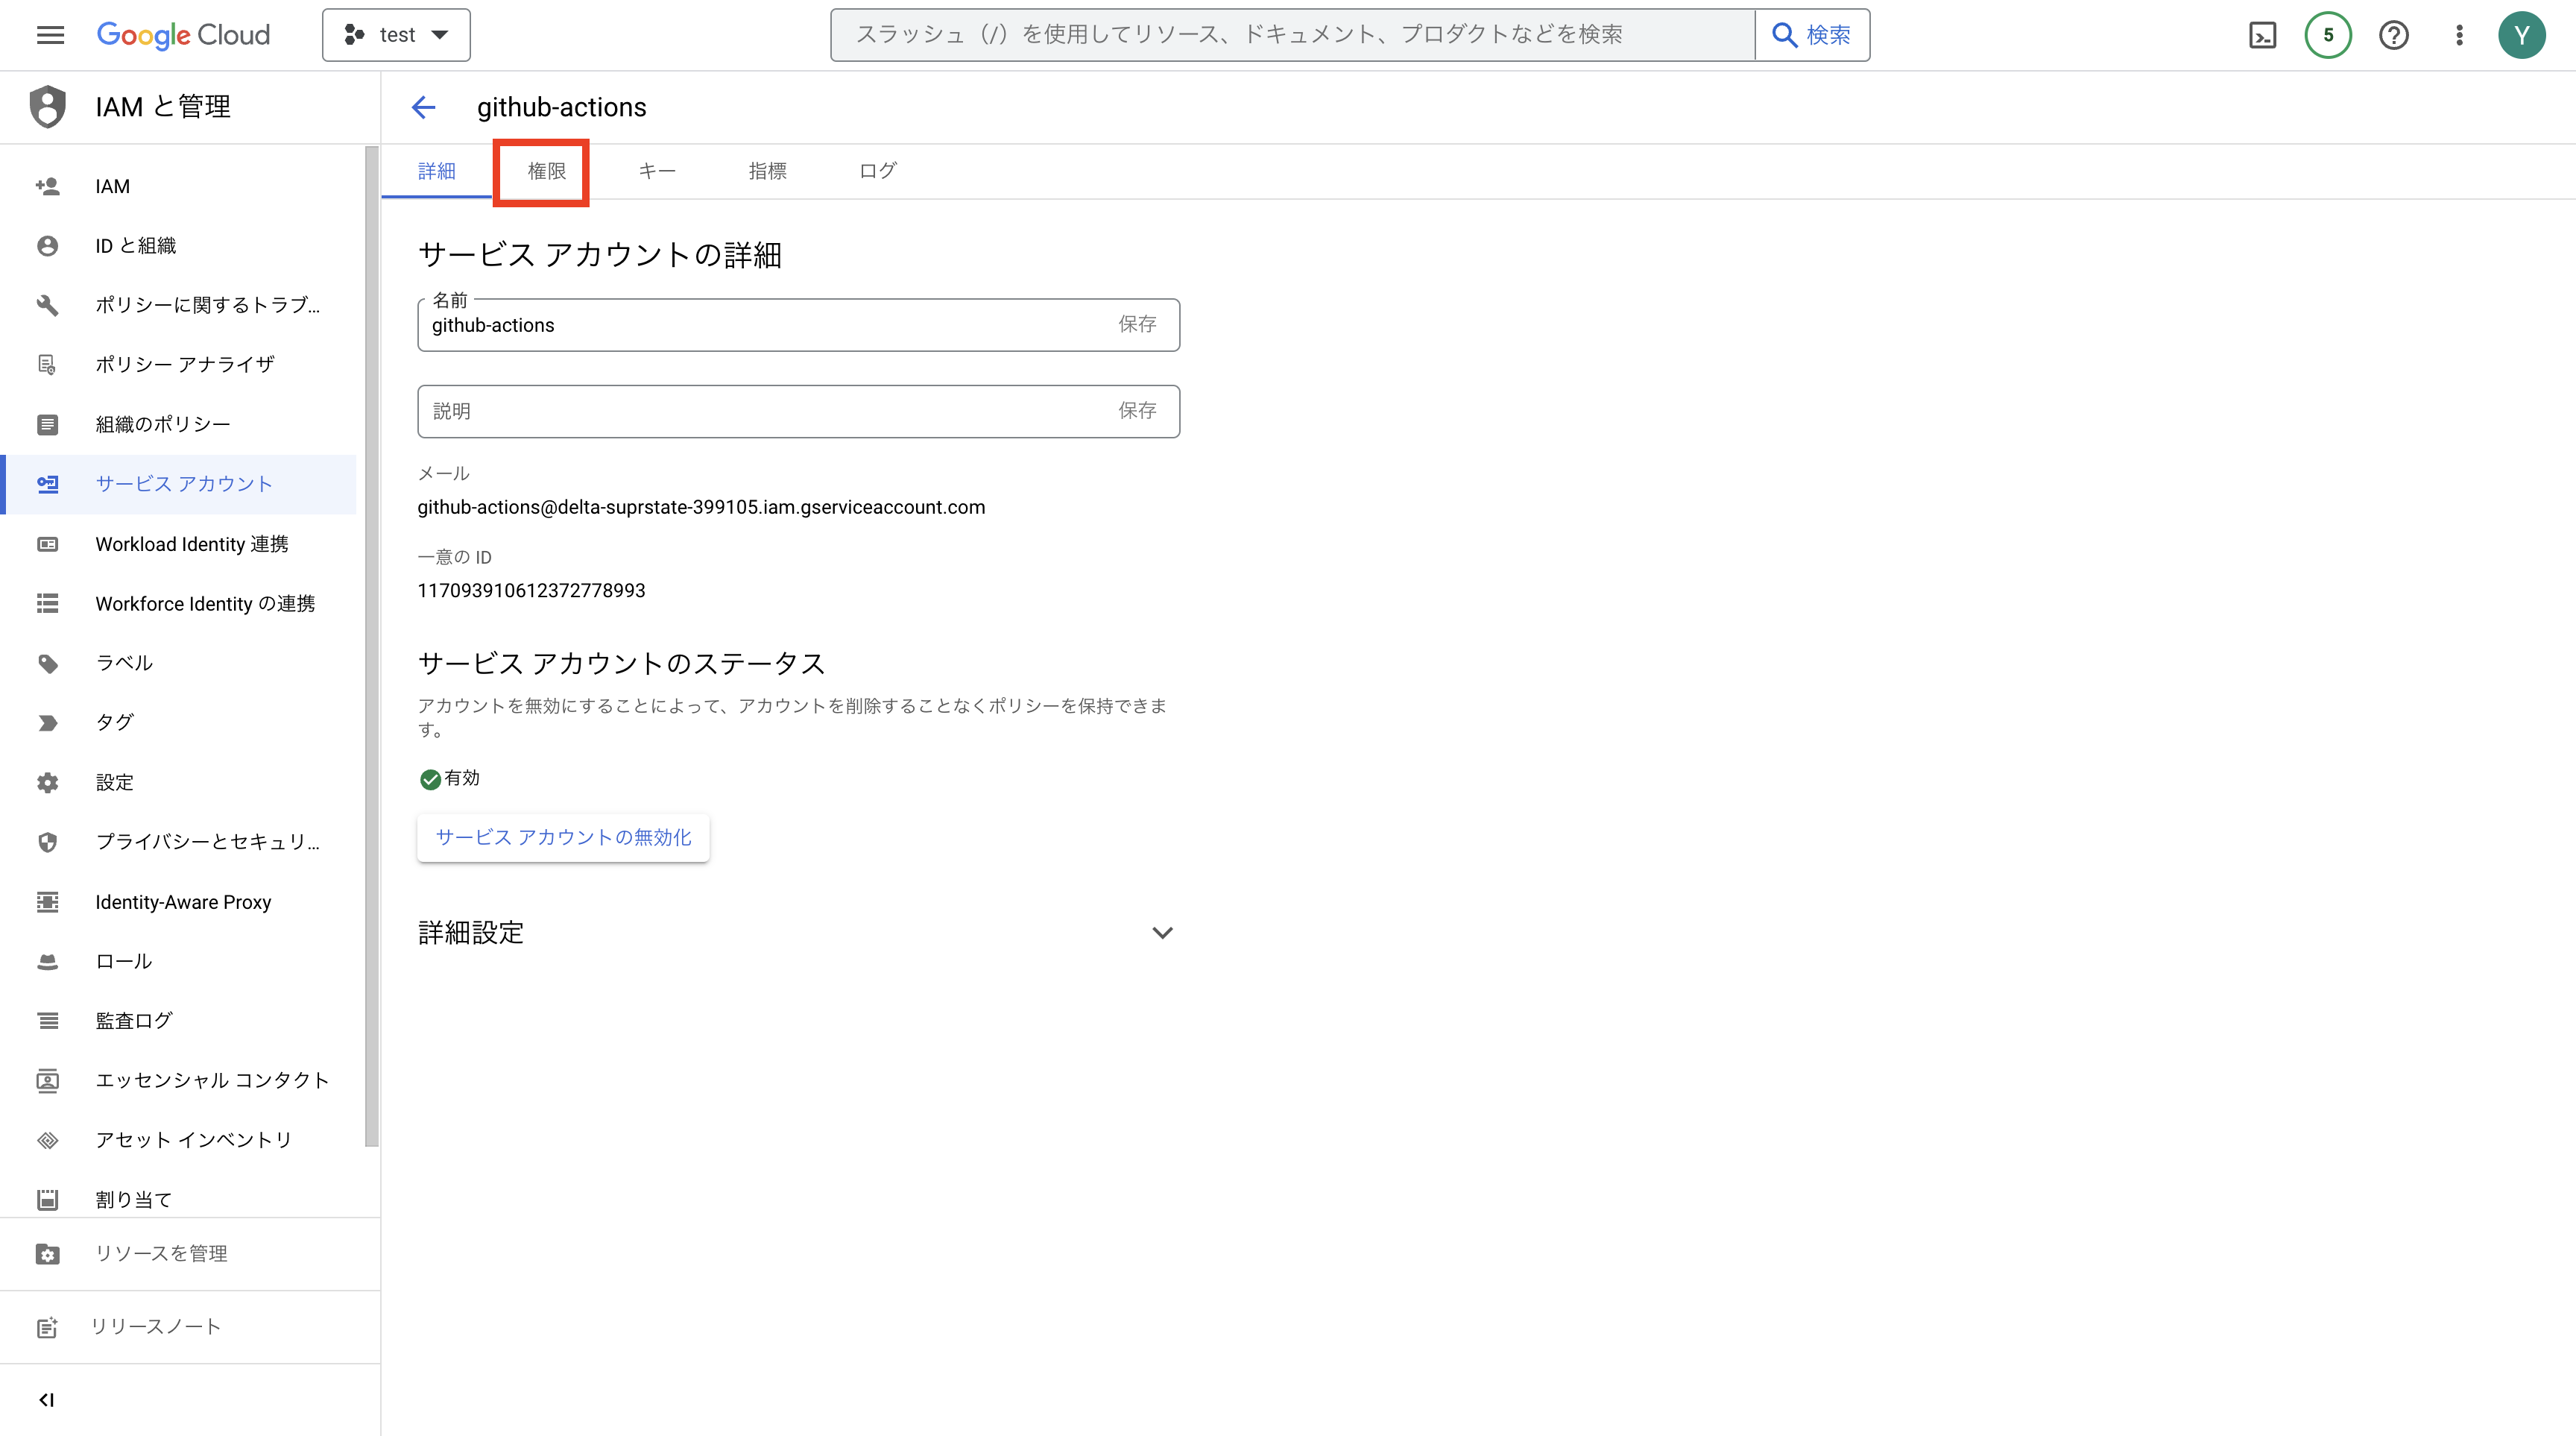 Google Cloud
test
スラッシュ（/）を使用してリソース、ドキュメント、プロダクトなどを検索
検索
5
Y
IAM と管理
IAM
ID と組織
ポリシーに関するトラブ...
ポリシー アナライザ
組織のポリシー
サービス アカウント
Workload Identity 連携
Workforce Identity の連携
ラベル
タグ
設定
プライバシーとセキュリ...
Identity-Aware Proxy
ロール
監査ログ
エッセンシャル コンタクト
アセット インベントリ
割り当て
リソースを管理
リリースノート
github-actions
詳細 権限 キー 指標 ログ
サービス アカウントの詳細
名前
github-actions 保存
説明 保存
メール
github-actions@delta-suprstate-399105.iam.gserviceaccount.com
一意の ID
117093910612372778993
サービス アカウントのステータス
アカウントを無効にすることによって、アカウントを削除することなくポリシーを保持できま
す。
有効
サービス アカウントの無効化
詳細設定